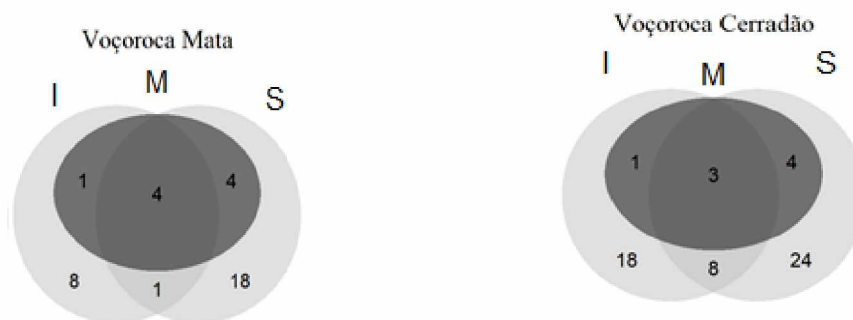 Voçoroca Mata
I M S
1 4 4
8 1 18
Voçoroca Cerradão
I M S
1 3 4
18 8 24